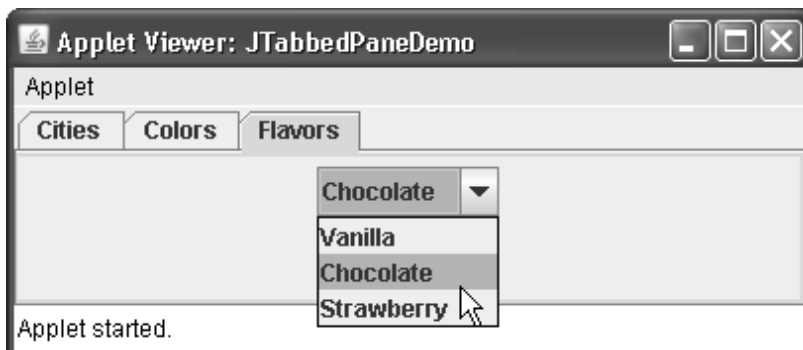 Applet Viewer: JTabbedPaneDemo
Applet
Cities Colors Flavors
Chocolate
Vanilla
Chocolate
Strawberry
Applet started.